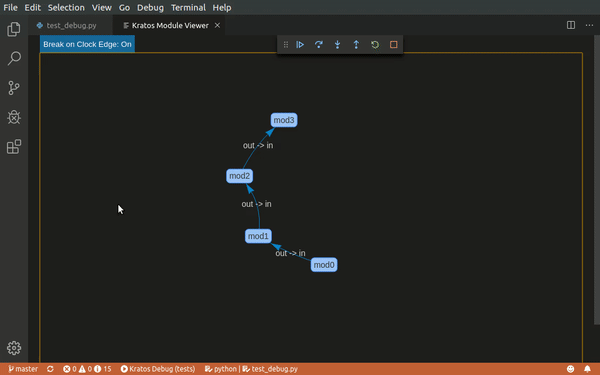 File Edit Selection View Go Debug Terminal Help
test_debug.py Kratos Module Viewer
Break on Clock Edge: On
mod3
out -> in
mod2
out -> in
mod1
out -> in
mod0
master 0 0 15 Kratos Debug (tests) python | test_debug.py